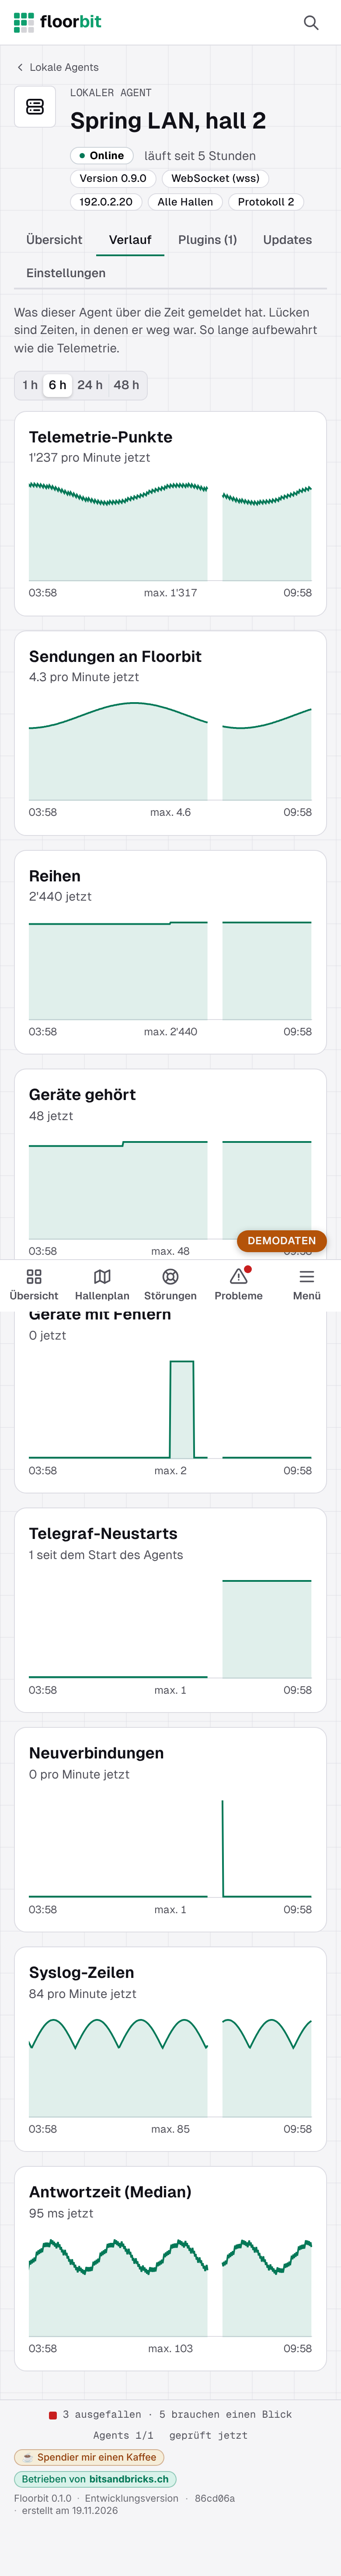 floorbit
Lokale Agents
LOKALER AGENT
Spring LAN, hall 2
Online läuft seit 5 Stunden
Version 0.9.0 WebSocket (wss)
192.0.2.20 Alle Hallen Protokoll 2
Übersicht Verlauf Plugins (1) Updates
Einstellungen
Was dieser Agent über die Zeit gemeldet hat. Lücken
sind Zeiten, in denen er weg war. So lange aufbewahrt
wie die Telemetrie.
1 h 6 h 24 h 48 h
Telemetrie-Punkte
1'237 pro Minute jetzt
03:58 max. 1'317 09:58
Sendungen an Floorbit
4.3 pro Minute jetzt
03:58 max. 4.6 09:58
Reihen
2'440 jetzt
03:58 max. 2'440 09:58
Geräte gehört
48 jetzt
DEMODATEN
03:58 max. 48 09:58
Übersicht Hallenplan Störungen Probleme Menü
Geräte mit Fehlern
0 jetzt
03:58 max. 2 09:58
Telegraf-Neustarts
1 seit dem Start des Agents
03:58 max. 1 09:58
Neuverbindungen
0 pro Minute jetzt
03:58 max. 1 09:58
Syslog-Zeilen
84 pro Minute jetzt
03:58 max. 85 09:58
Antwortzeit (Median)
95 ms jetzt
03:58 max. 103 09:58
3 ausgefallen · 5 brauchen einen Blick
Agents 1/1 geprüft jetzt
Spendier mir einen Kaffee
Betrieben von bitsandbricks.ch
Floorbit 0.1.0 · Entwicklungsversion · 86cd06a
· erstellt am 19.11.2026